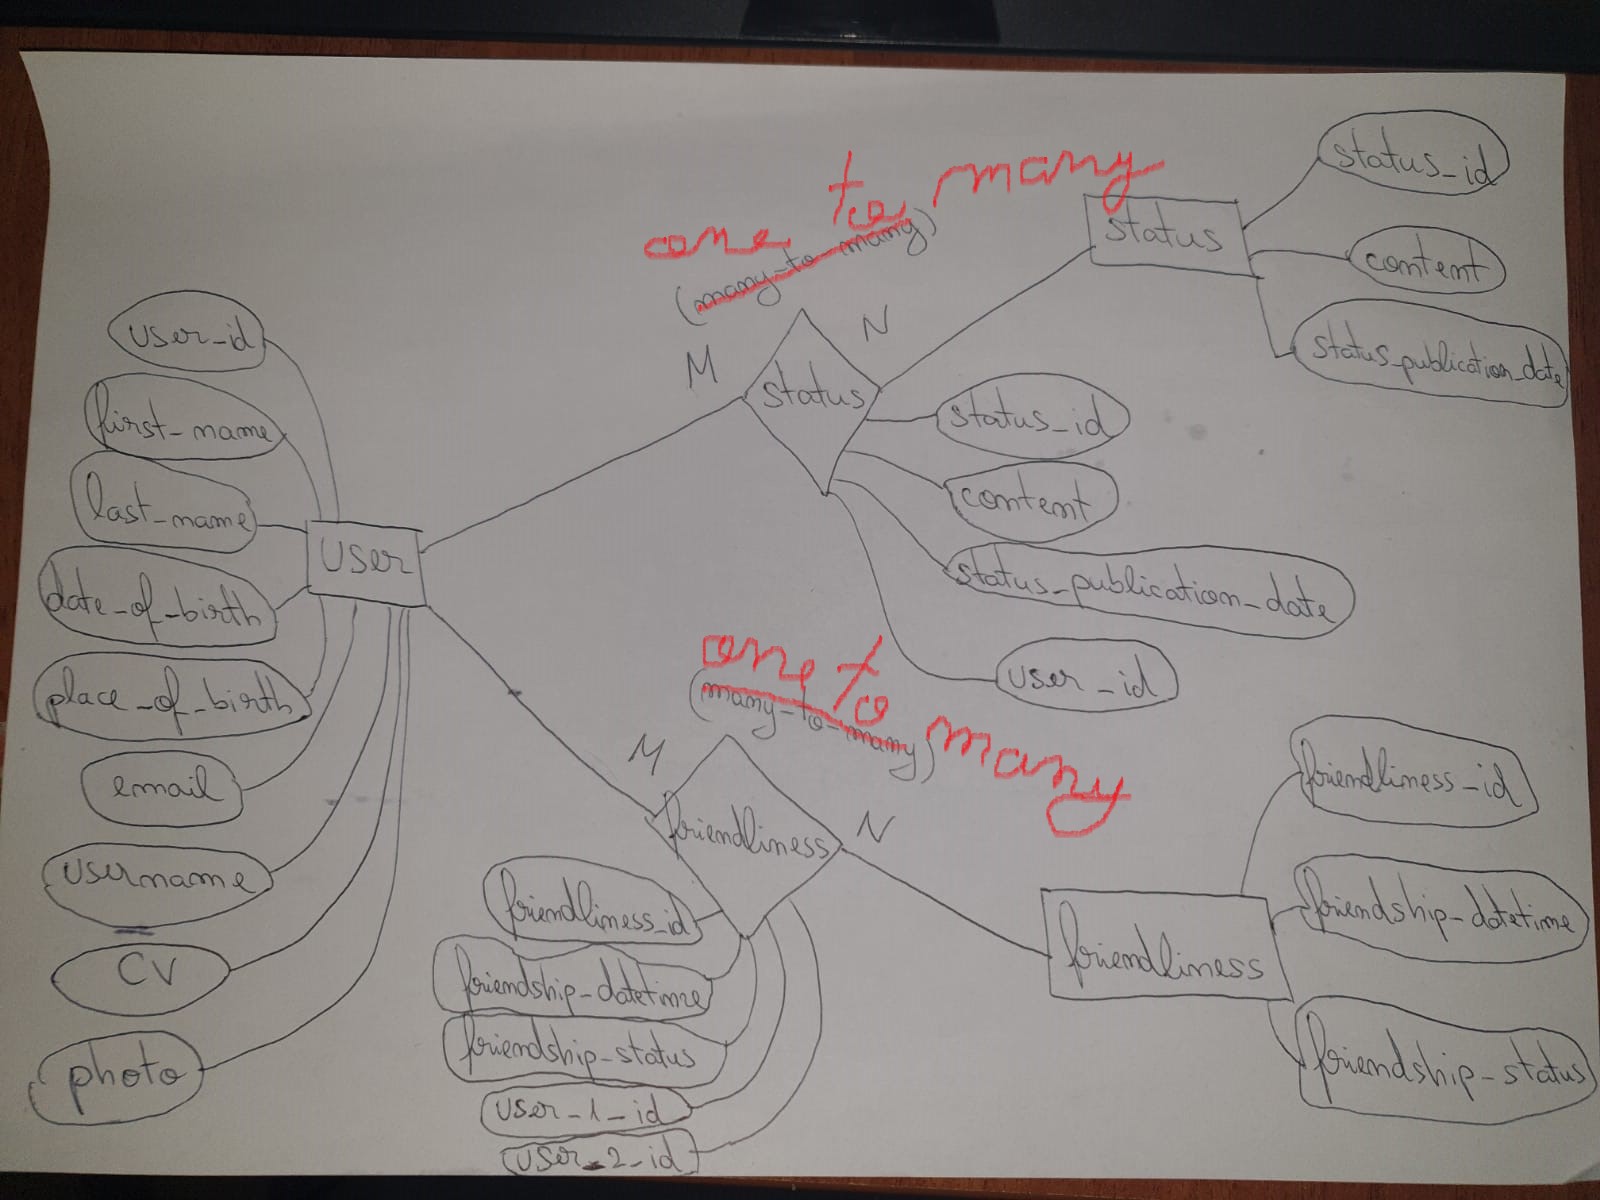 one to many
(many-to-many)
M
N
status
status
status_id
content
status_publication_date
status_id
content
status_publication_date
user_id
user_id
first_name
last_name
date_of_birth
place_of_birth
email
username
CV
photo
user
one to many
(many-to-many)
M
N
friendliness
friendliness_id
friendship_datetime
friendship_status
user_1_id
user_2_id
friendliness
friendliness_id
friendship_datetime
friendship_status